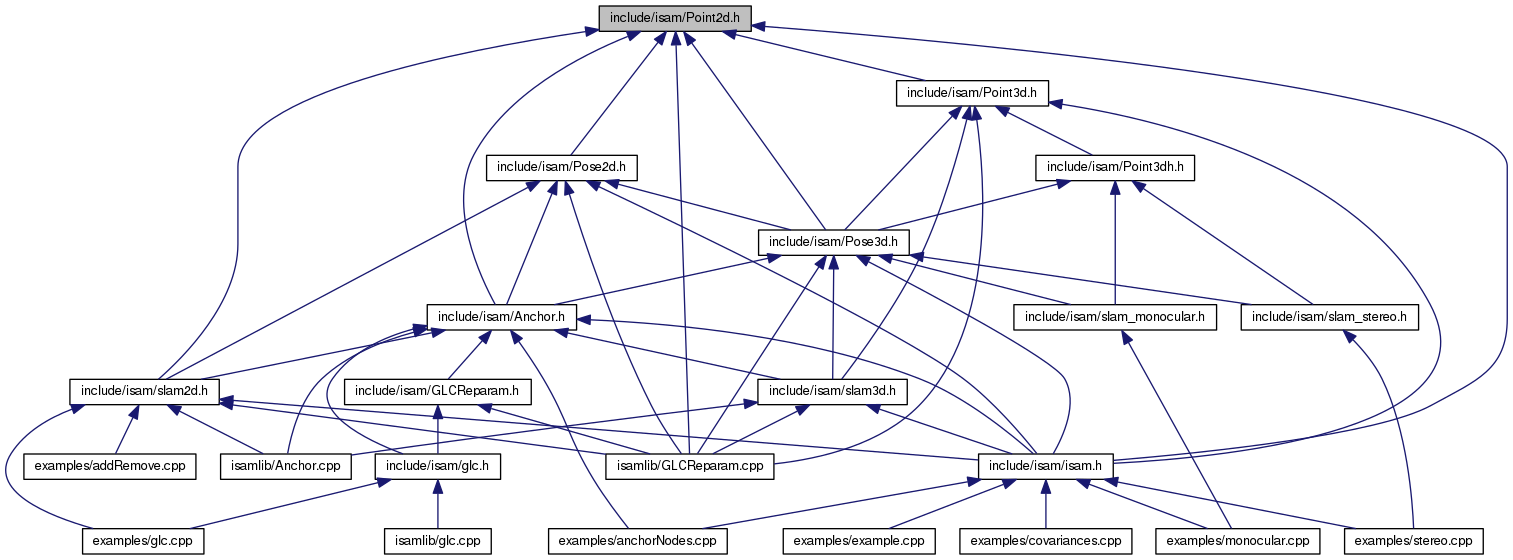 include/isam/Point2d.h
include/isam/Point3d.h
include/isam/Pose2d.h
include/isam/Point3dh.h
include/isam/Pose3d.h
include/isam/Anchor.h
include/isam/slam_monocular.h
include/isam/slam_stereo.h
include/isam/slam2d.h
include/isam/GLCReparam.h
include/isam/slam3d.h
examples/addRemove.cpp
isamlib/Anchor.cpp
include/isam/glc.h
isamlib/GLCReparam.cpp
include/isam/isam.h
examples/glc.cpp
isamlib/glc.cpp
examples/anchorNodes.cpp
examples/example.cpp
examples/covariances.cpp
examples/monocular.cpp
examples/stereo.cpp